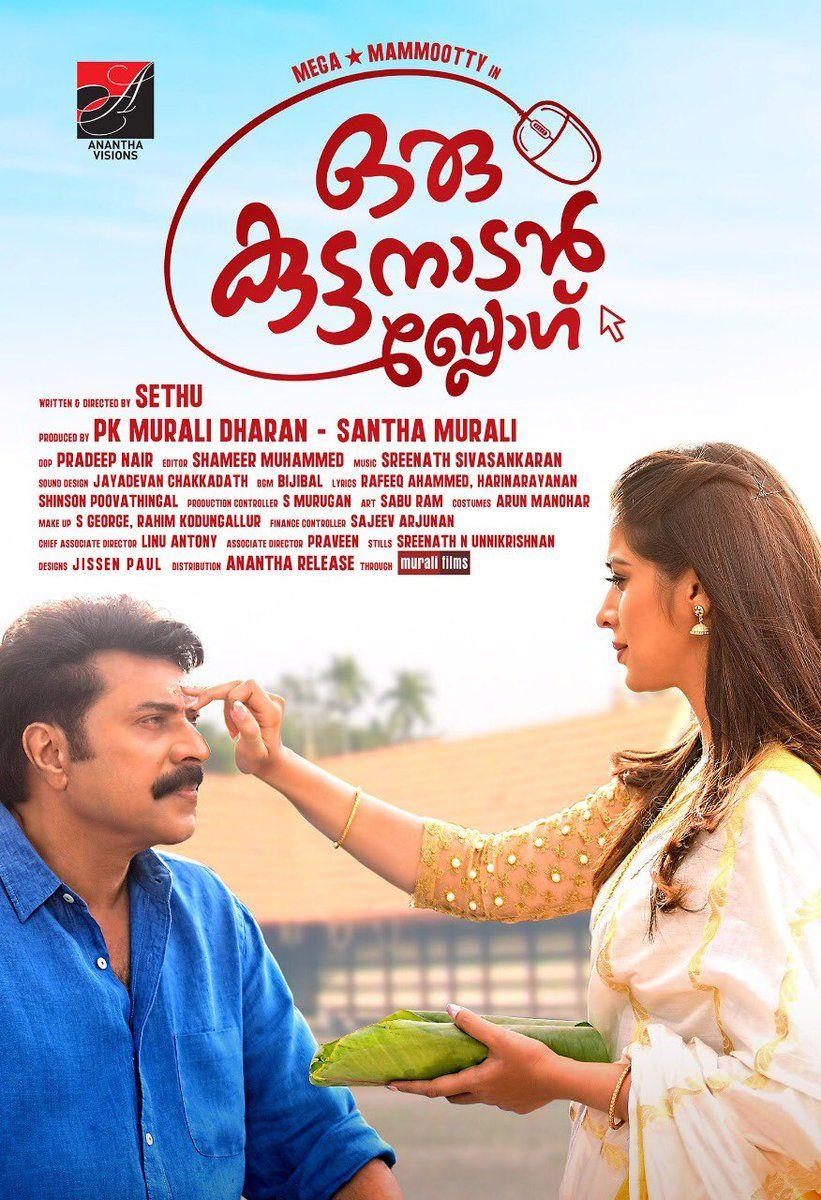 MEGA ★ MAMMOOTTY IN
ANANTHA
VISIONS
ഒരു
കുട്ടനാടൻ
ബ്ലോഗ്
WRITTEN & DIRECTED BY SETHU
PRODUCED BY PK MURALI DHARAN - SANTHA MURALI
DOP PRADEEP NAIR EDITOR SHAMEER MUHAMMED MUSIC SREENATH SIVASANKARAN
SOUND DESIGN JAYADEVAN CHAKKADATH BGM BIJIBAL LYRICS RAFEEQ AHAMMED, HARINARAYANAN
SHINSON POOVATHINGAL PRODUCTION CONTROLLER S MURUGAN ART SABU RAM COSTUMES ARUN MANOHAR
MAKE UP S GEORGE, RAHIM KODUNGALLUR FINANCE CONTROLLER SAJEEV ARJUNAN
CHIEF ASSOCIATE DIRECTOR LINU ANTONY ASSOCIATE DIRECTOR PRAVEEN STILLS SREENATH N UNNIKRISHNAN
DESIGNS JISSEN PAUL DISTRIBUTION ANANTHA RELEASE THROUGH murali films